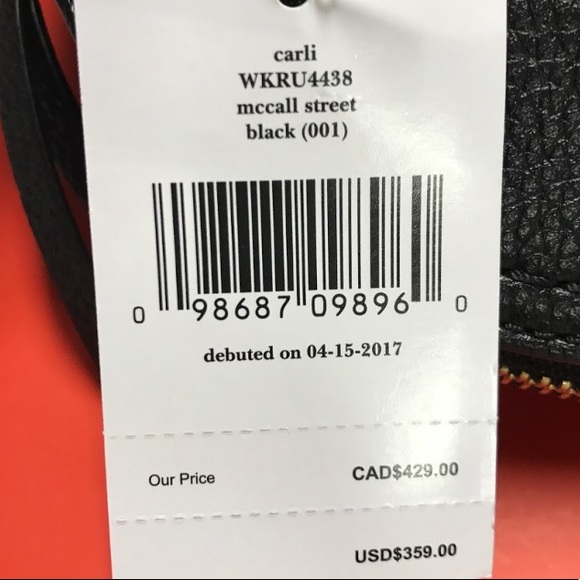 carli
WKRU4438
mccall street
black (001)
0 98687 09896 0
debuted on 04-15-2017
Our Price CAD$429.00
USD$359.00